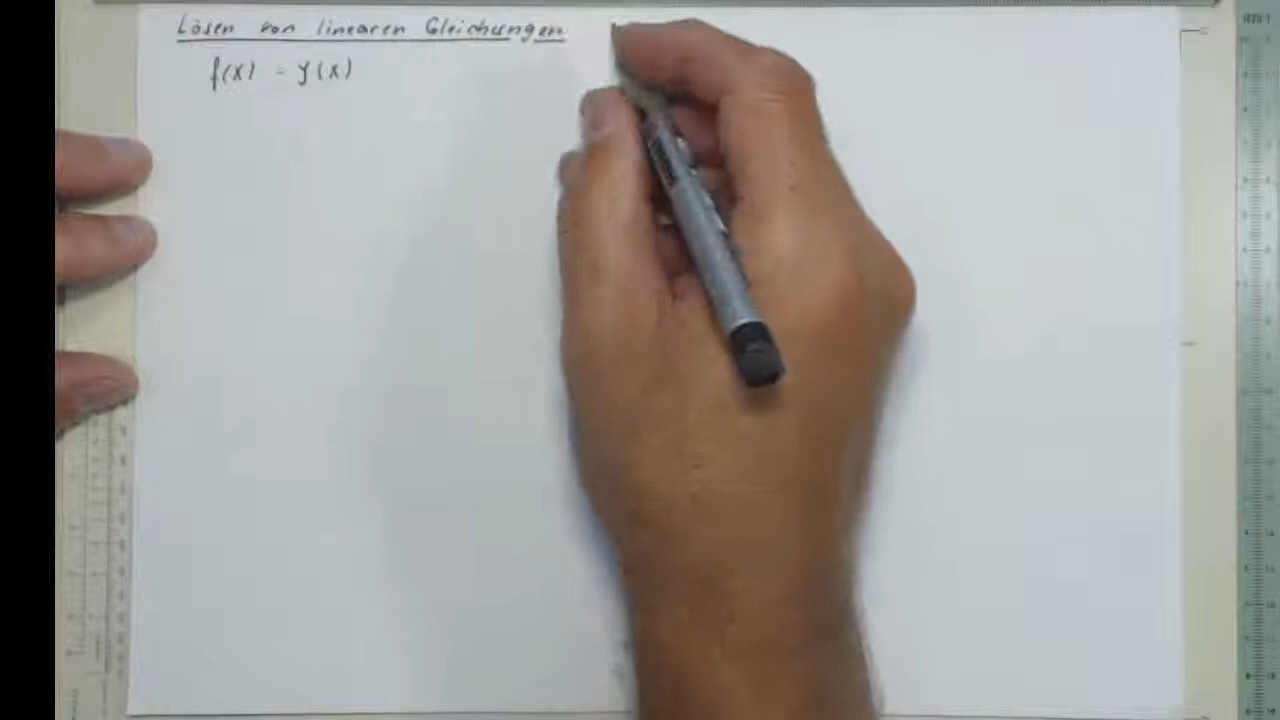 Lösen von linearen Gleichungen
f(x) = y(x)